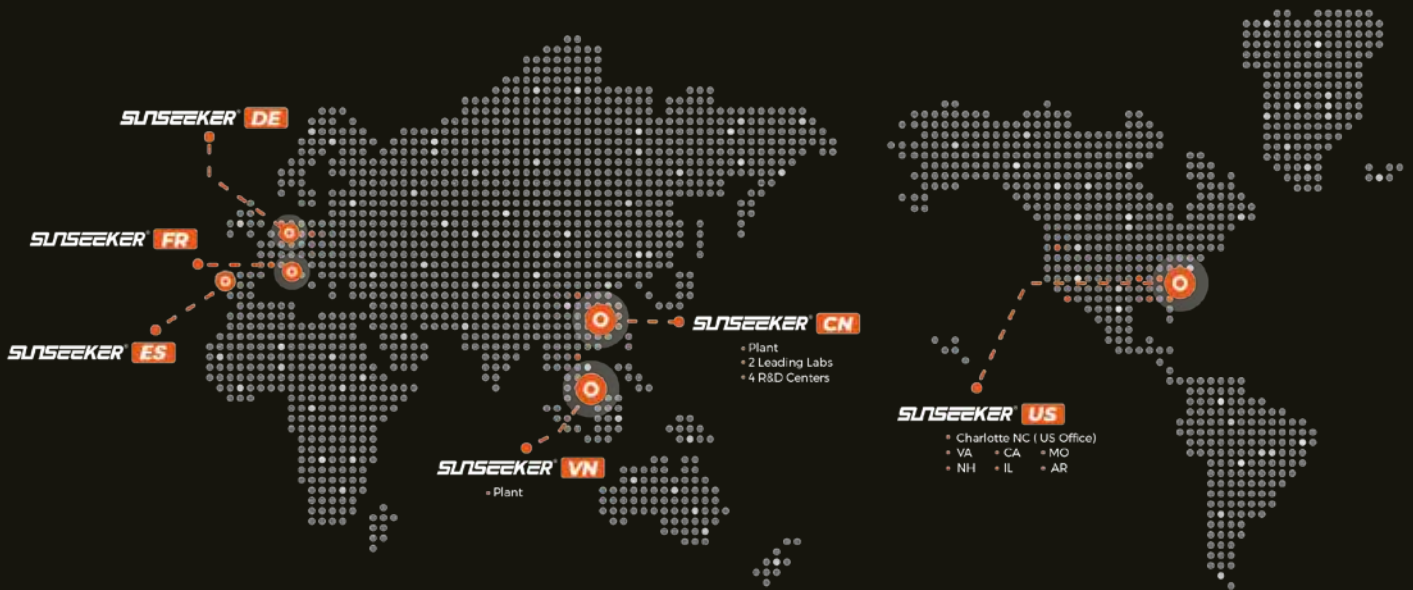 SUNSEEKER® DE
SUNSEEKER® FR
SUNSEEKER® ES
SUNSEEKER® CN
• Plant
• 2 Leading Labs
• 4 R&D Centers
SUNSEEKER® VN
• Plant
SUNSEEKER® US
• Charlotte NC ( US Office)
• VA • CA • MO
• NH • IL • AR